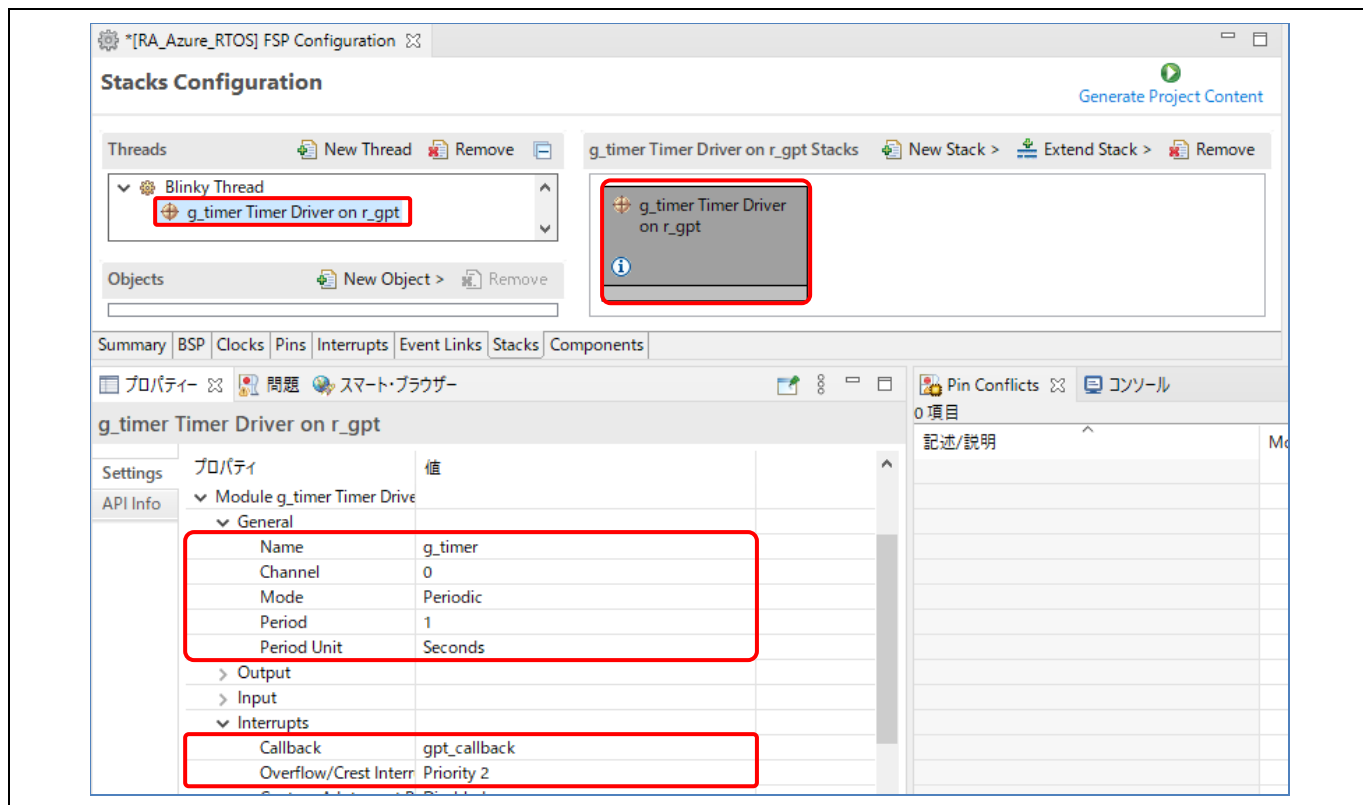 *[RA_Azure_RTOS] FSP Configuration
Stacks Configuration
Generate Project Content
Threads New Thread Remove
g_timer Timer Driver on r_gpt Stacks New Stack > Extend Stack > Remove
Blinky Thread
g_timer Timer Driver on r_gpt
g_timer Timer Driver
on r_gpt
Objects New Object > Remove
Summary BSP Clocks Pins Interrupts Event Links Stacks Components
プロパティー 問題 スマート・ブラウザー
Pin Conflicts コンソール
0 項目
g_timer Timer Driver on r_gpt
記述/説明
Settings
API Info
プロパティ 値
Module g_timer Timer Drive
General
Name g_timer
Channel 0
Mode Periodic
Period 1
Period Unit Seconds
Output
Input
Interrupts
Callback gpt_callback
Overflow/Crest Interr Priority 2